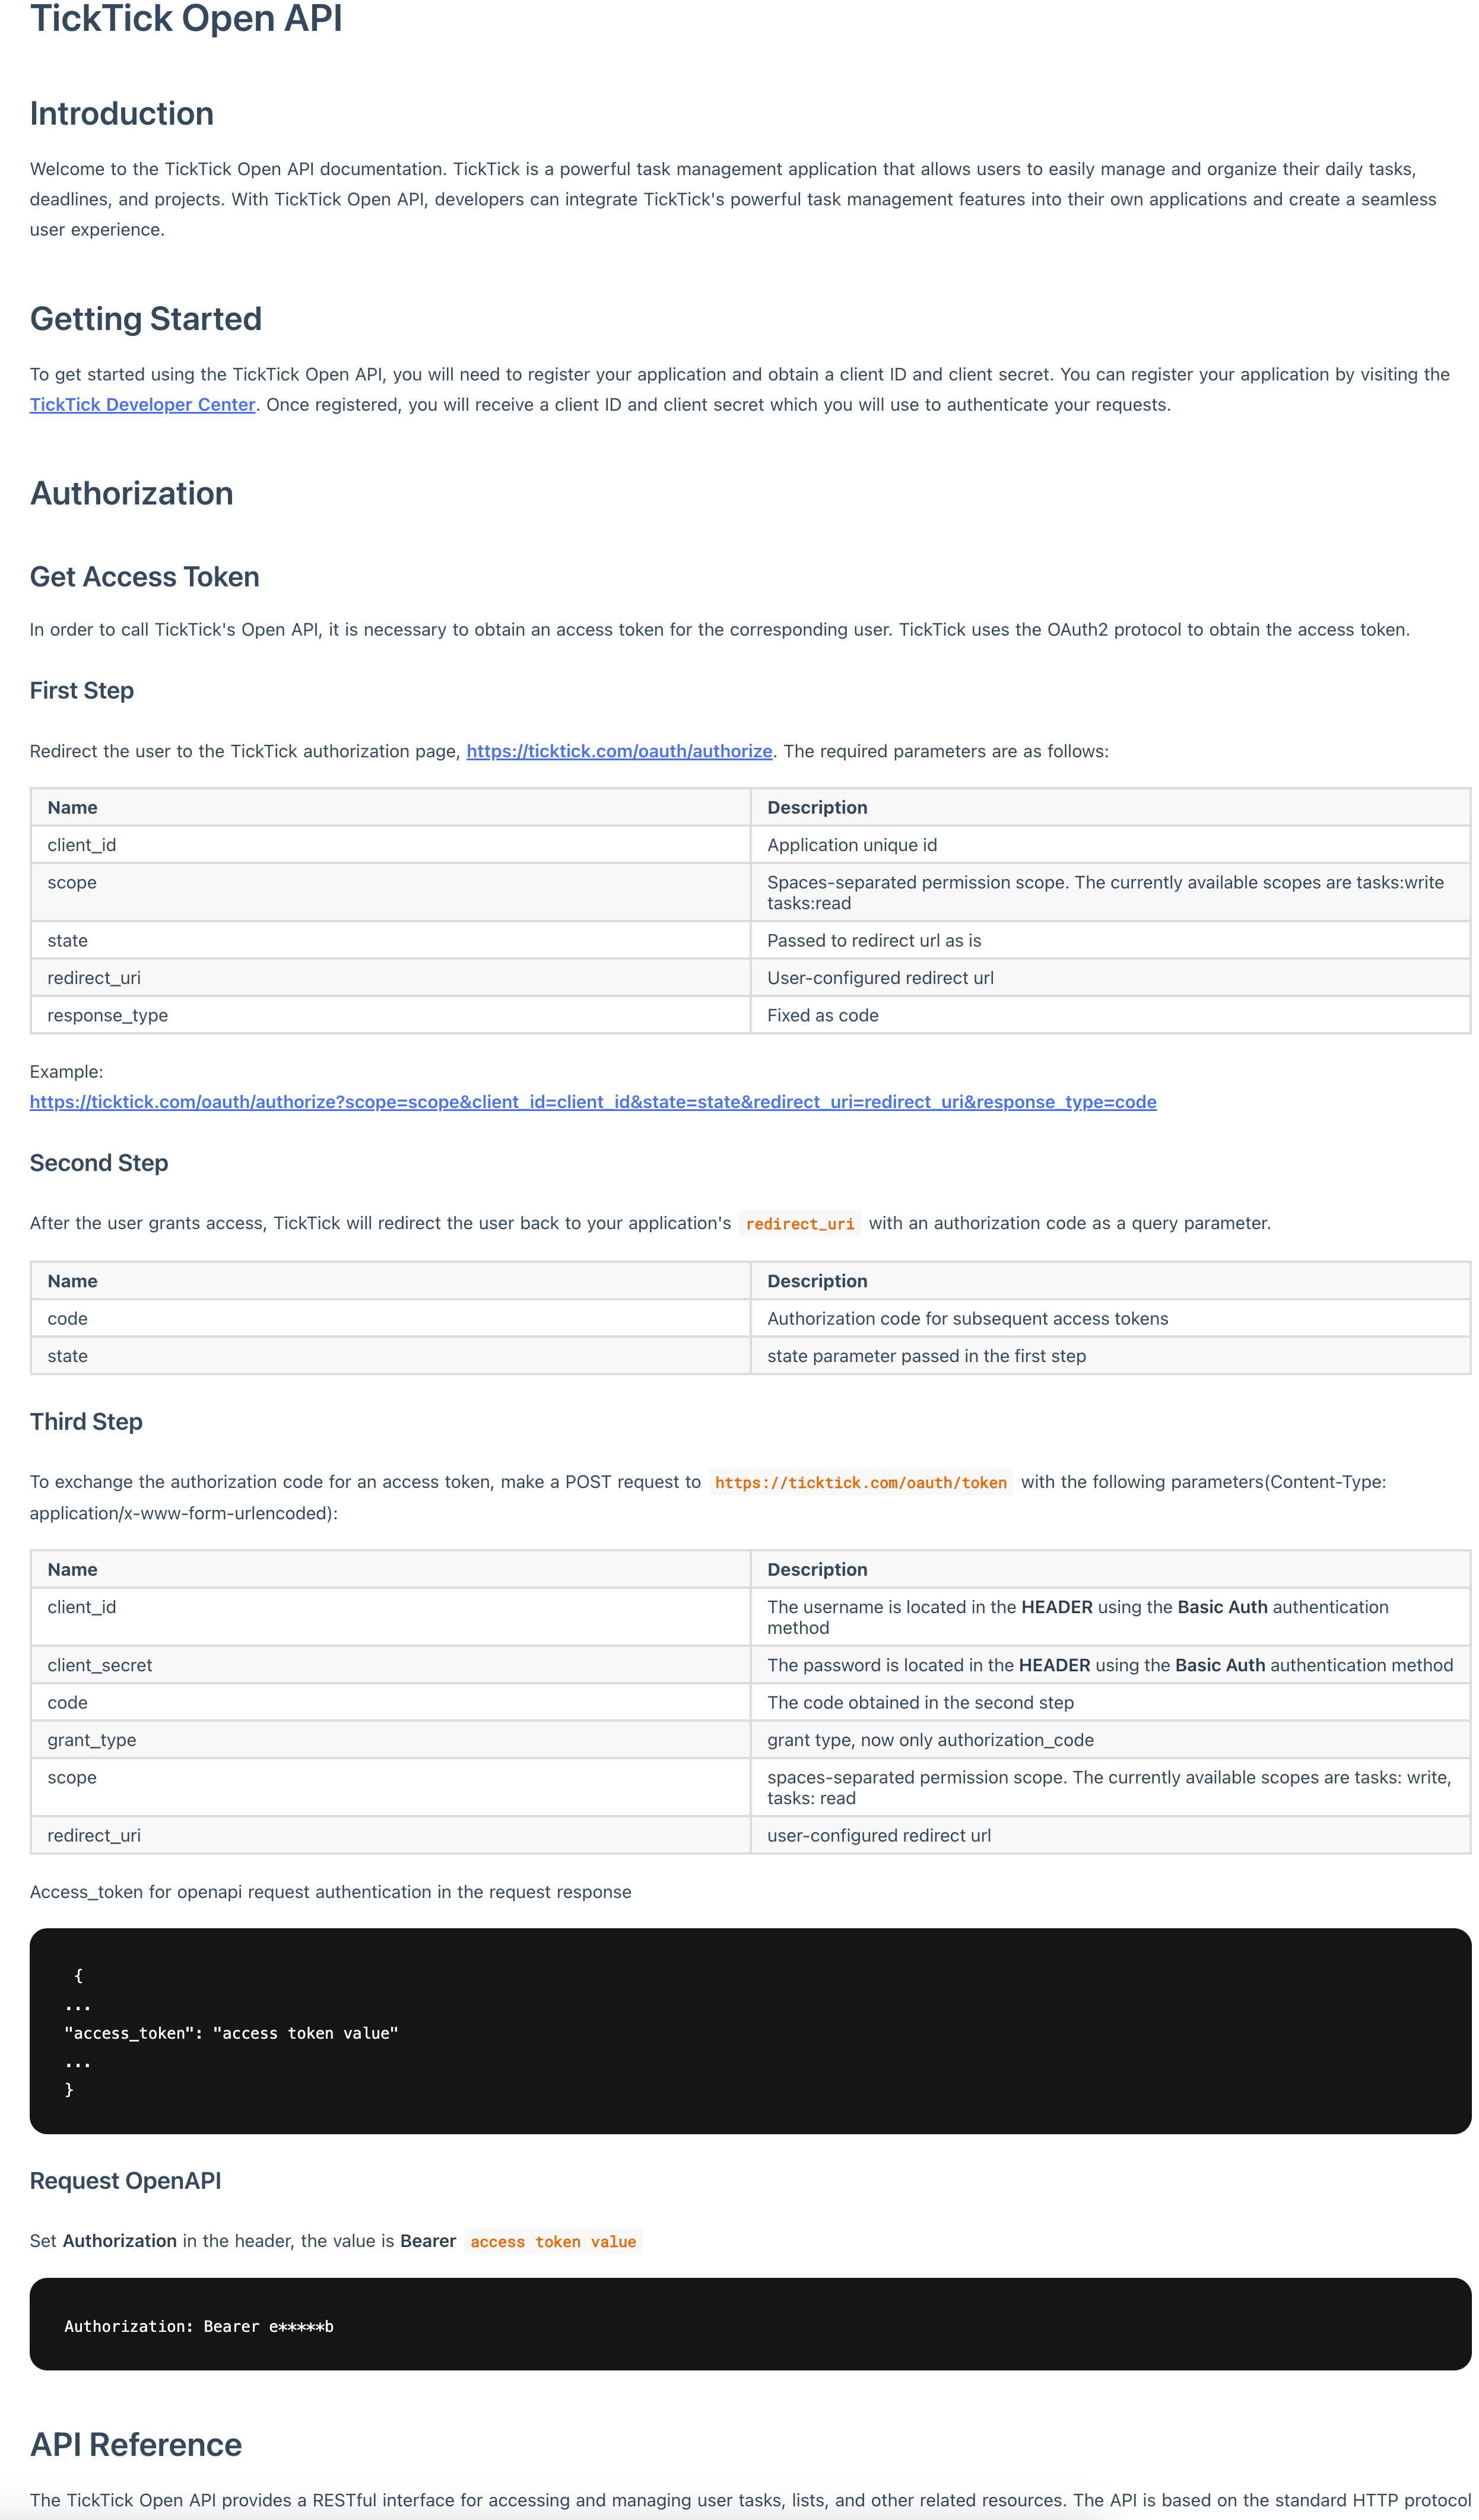 TickTick Open API
Introduction
Welcome to the TickTick Open API documentation. TickTick is a powerful task management application that allows users to easily manage and organize their daily tasks,
deadlines, and projects. With TickTick Open API, developers can integrate TickTick's powerful task management features into their own applications and create a seamless
user experience.
Getting Started
To get started using the TickTick Open API, you will need to register your application and obtain a client ID and client secret. You can register your application by visiting the
TickTick Developer Center. Once registered, you will receive a client ID and client secret which you will use to authenticate your requests.
Authorization
Get Access Token
In order to call TickTick's Open API, it is necessary to obtain an access token for the corresponding user. TickTick uses the OAuth2 protocol to obtain the access token.
First Step
Redirect the user to the TickTick authorization page, https://ticktick.com/oauth/authorize. The required parameters are as follows:
Name Description
client_id Application unique id
scope Spaces-separated permission scope. The currently available scopes are tasks:write
tasks:read
state Passed to redirect url as is
redirect_uri User-configured redirect url
response_type Fixed as code
Example:
https://ticktick.com/oauth/authorize?scope=scope&client_id=client_id&state=state&redirect_uri=redirect_uri&response_type=code
Second Step
After the user grants access, TickTick will redirect the user back to your application's redirect_uri with an authorization code as a query parameter.
Name Description
code Authorization code for subsequent access tokens
state state parameter passed in the first step
Third Step
To exchange the authorization code for an access token, make a POST request to https://ticktick.com/oauth/token with the following parameters(Content-Type:
application/x-www-form-urlencoded):
Name Description
client_id The username is located in the HEADER using the Basic Auth authentication
method
client_secret The password is located in the HEADER using the Basic Auth authentication method
code The code obtained in the second step
grant_type grant type, now only authorization_code
scope spaces-separated permission scope. The currently available scopes are tasks: write,
tasks: read
redirect_uri user-configured redirect url
Access_token for openapi request authentication in the request response
{
...
"access_token": "access token value"
...
}
Request OpenAPI
Set Authorization in the header, the value is Bearer access token value
Authorization: Bearer e*****b
API Reference
The TickTick Open API provides a RESTful interface for accessing and managing user tasks, lists, and other related resources. The API is based on the standard HTTP protocol